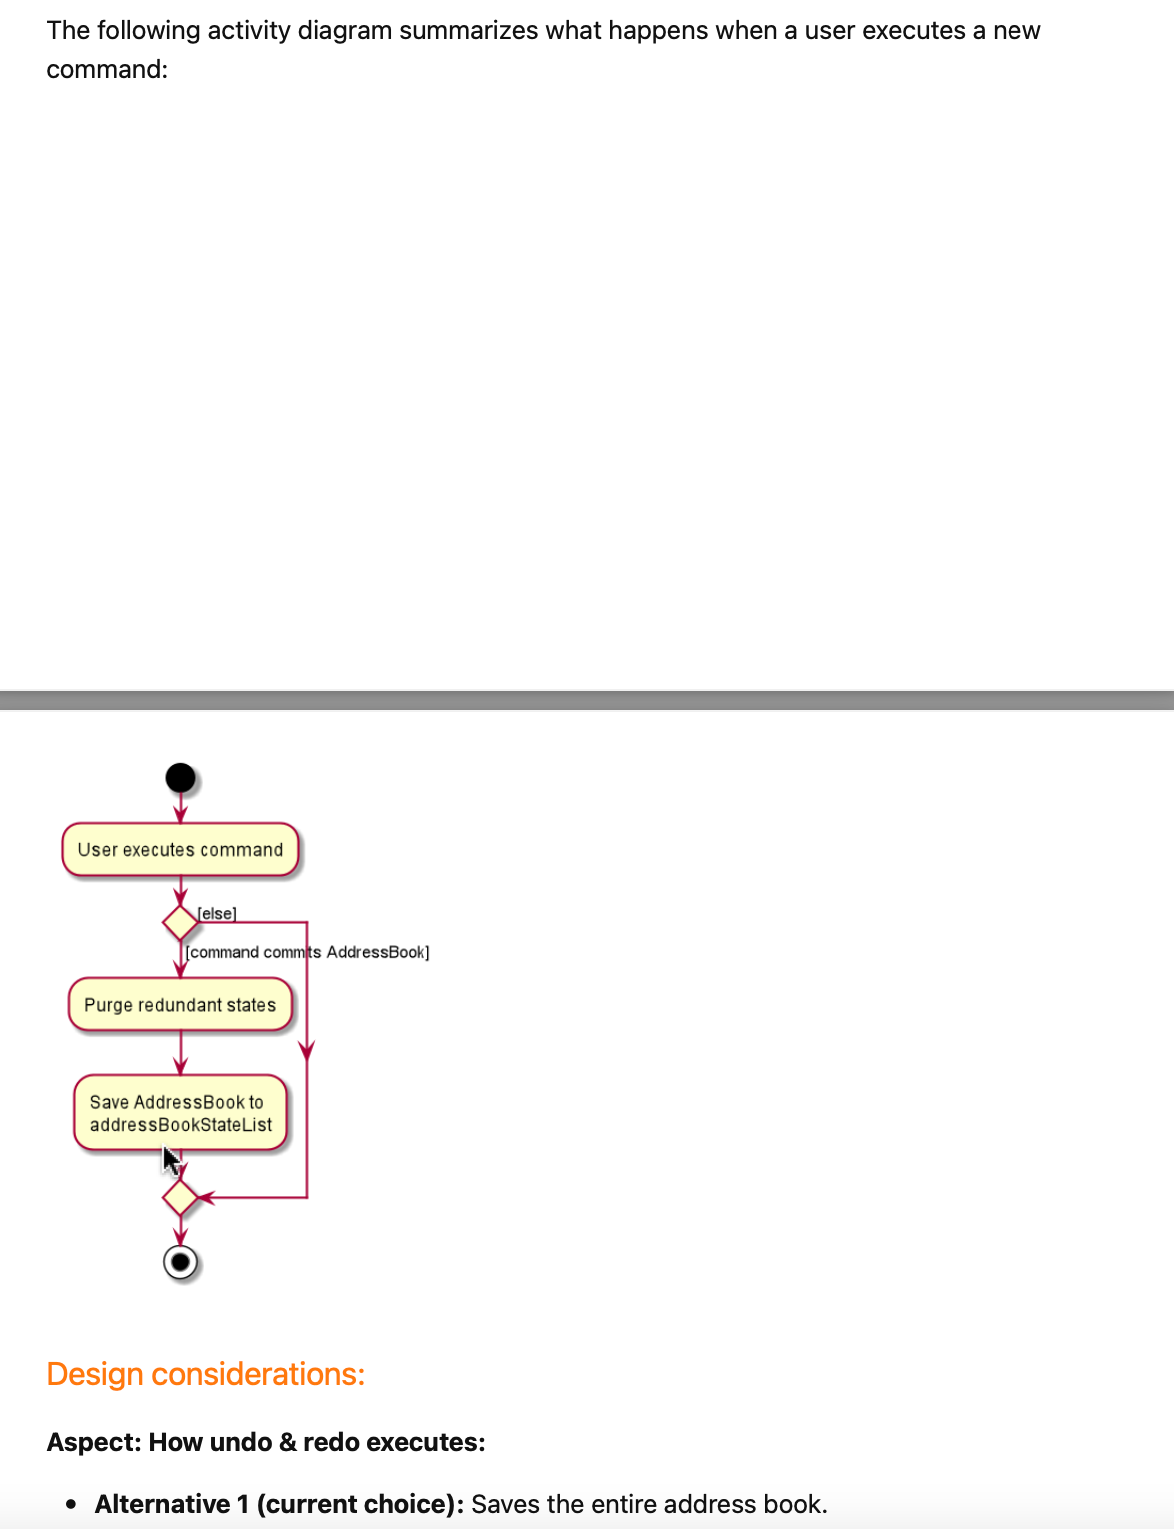 The following activity diagram summarizes what happens when a user executes a new
command:
User executes command
[else]
[command commits AddressBook]
Purge redundant states
Save AddressBook to
addressBookStateList
Design considerations:
Aspect: How undo & redo executes:
• Alternative 1 (current choice): Saves the entire address book.